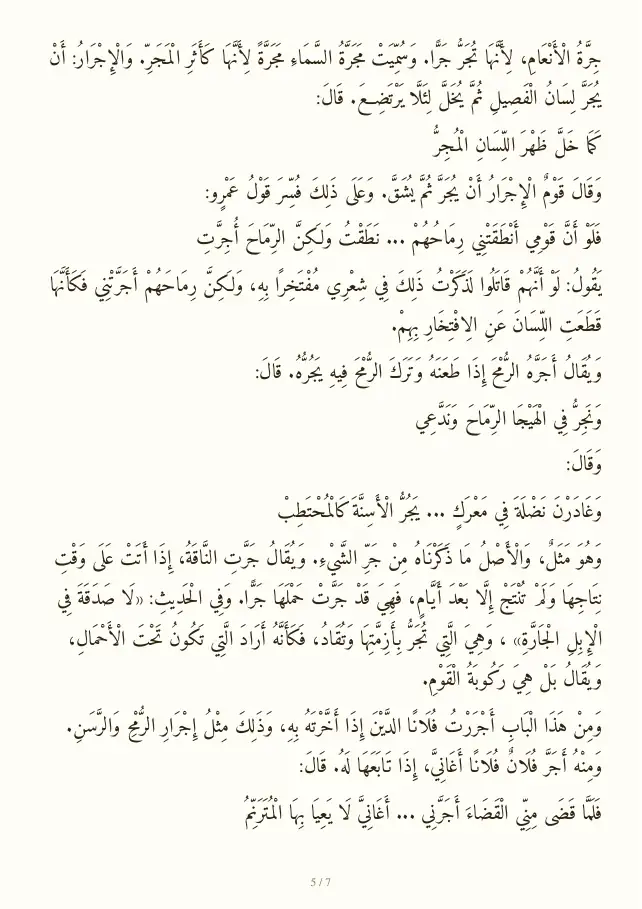 جِرَّةُ الْأَنْعَامِ، لِأَنَّهَا تُجَرُّ جَرًّا. وَسُمِّيَتْ مَجَرَّةُ السَّمَاءِ مَجَرَّةً لِأَنَّهَا كَأَثَرِ الْمَجَرِّ. وَالْإِجْرَارُ: أَنْ
يُجَرَّ لِسَانُ الْفَصِيلِ ثُمَّ يُخَلَّ لِئَلَّا يَرْتَضِعَ. قَالَ:
كَمَا خَلَّ ظَهْرَ اللِّسَانِ الْمُجِرُّ
وَقَالَ قَوْمٌ الْإِجْرَارُ أَنْ يُجَرَّ ثُمَّ يُشَقَّ. وَعَلَى ذَلِكَ فُسِّرَ قَوْلُ عَمْرٍو:
فَلَوْ أَنَّ قَوْمِي أَنْطَقَتْنِي رِمَاحُهُمْ ... نَطَقْتُ وَلَكِنَّ الرِّمَاحَ أُجِرَّتِ
يَقُولُ: لَوْ أَنَّهُمْ قَاتَلُوا لَذَكَرْتُ ذَلِكَ فِي شِعْرِي مُفْتَخِرًا بِهِ، وَلَكِنَّ رِمَاحَهُمْ أَجَرَّتْنِي فَكَأَنَّهَا
قَطَعَتِ اللِّسَانَ عَنِ الِافْتِخَارِ بِهِمْ.
وَيُقَالُ أَجَرَّهُ الرُّمْحَ إِذَا طَعَنَهُ وَتَرَكَ الرُّمْحَ فِيهِ يَجُرُّهُ. قَالَ:
وَنَجِرُّ فِي الْهَيْجَا الرِّمَاحَ وَنَدَّعِي
وَقَالَ:
وَغَادَرْنَ نَضْلَةَ فِي مَعْرَكٍ ... يَجُرُّ الْأَسِنَّةَ كَالْمُحْتَطِبْ
وَهُوَ مَثَلٌ، وَالْأَصْلُ مَا ذَكَرْنَاهُ مِنْ جَرِّ الشَّيْءِ. وَيُقَالُ جَرَّتِ النَّاقَةُ، إِذَا أَتَتْ عَلَى وَقْتِ
نِتَاجِهَا وَلَمْ تُنْتَجْ إِلَّا بَعْدَ أَيَّامٍ، فَهِيَ قَدْ جَرَّتْ حَمْلَهَا جَرًّا. وَفِي الْحَدِيثِ: «لَا صَدَقَةَ فِي
الْإِبِلِ الْجَارَّةِ» ، وَهِيَ الَّتِي تُجَرُّ بِأَزِمَّتِهَا وَتُقَادُ، فَكَأَنَّهُ أَرَادَ الَّتِي تَكُونُ تَحْتَ الْأَحْمَالِ،
وَيُقَالُ بَلْ هِيَ رَكُوبَةُ الْقَوْمِ.
وَمِنْ هَذَا الْبَابِ أَجْرَرْتُ فُلَانًا الدَّيْنَ إِذَا أَخَّرْتَهُ بِهِ، وَذَلِكَ مِثْلُ إِجْرَارِ الرُّمْحِ وَالرَّسَنِ.
وَمِنْهُ أَجَرَّ فُلَانٌ فُلَانًا أَغَانِيَّ، إِذَا تَابَعَهَا لَهُ. قَالَ:
فَلَمَّا قَضَى مِنِّي الْقَضَاءَ أَجَرَّنِي ... أَغَانِيَّ لَا يَعِيَا بِهَا الْمُتَرَنِّمُ
5 / 7